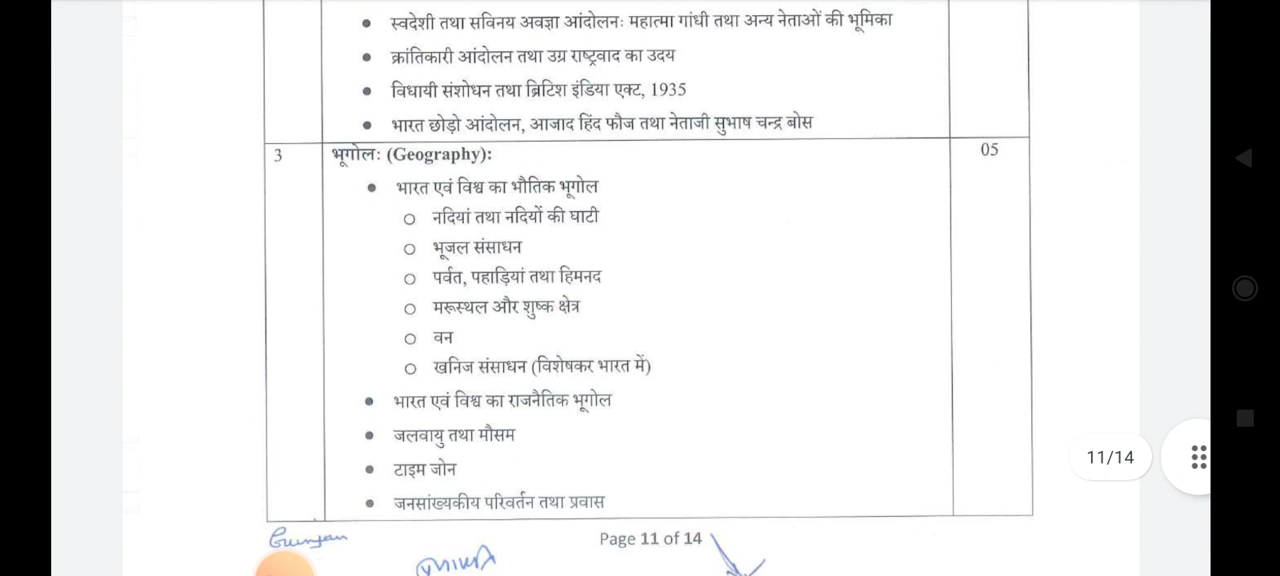 स्वदेशी तथा सविनय अवज्ञा आंदोलनः महात्मा गांधी तथा अन्य नेताओं की भूमिका
क्रांतिकारी आंदोलन तथा उग्र राष्ट्रवाद का उदय
विधायी संशोधन तथा ब्रिटिश इंडिया एक्ट, 1935
भारत छोड़ो आंदोलन, आजाद हिंद फौज तथा नेताजी सुभाष चन्द्र बोस
3 भूगोलः (Geography): 05
भारत एवं विश्व का भौतिक भूगोल
नदियां तथा नदियों की घाटी
भूजल संसाधन
पर्वत, पहाड़ियां तथा हिमनद
मरूस्थल और शुष्क क्षेत्र
वन
खनिज संसाधन (विशेषकर भारत में)
भारत एवं विश्व का राजनैतिक भूगोल
जलवायु तथा मौसम
11/14
टाइम जोन
जनसांख्यकीय परिवर्तन तथा प्रवास
Gunjan
Page 11 of 14